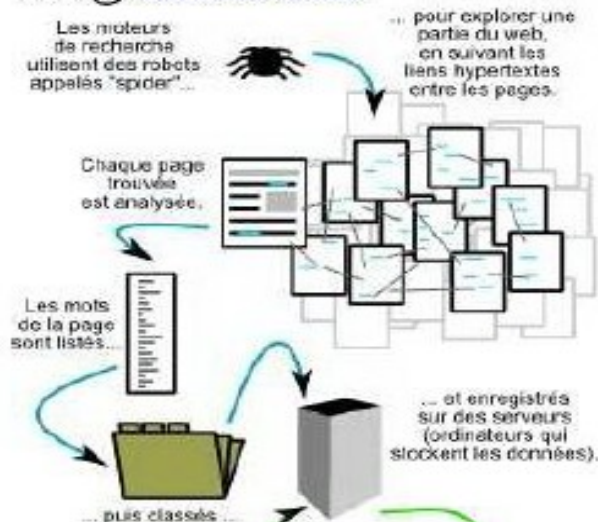 Les moteurs
de recherche
utilisent des robots
appelés "spider"...
... pour explorer une
partie du web,
en suivant les
liens hypertextes
entre les pages.
Chaque page
trouvée
est analysée.
Les mots
de la page
sont listés...
... puis classés ...
... et enregistrés
sur des serveurs
(ordinateurs qui
stockent les données).